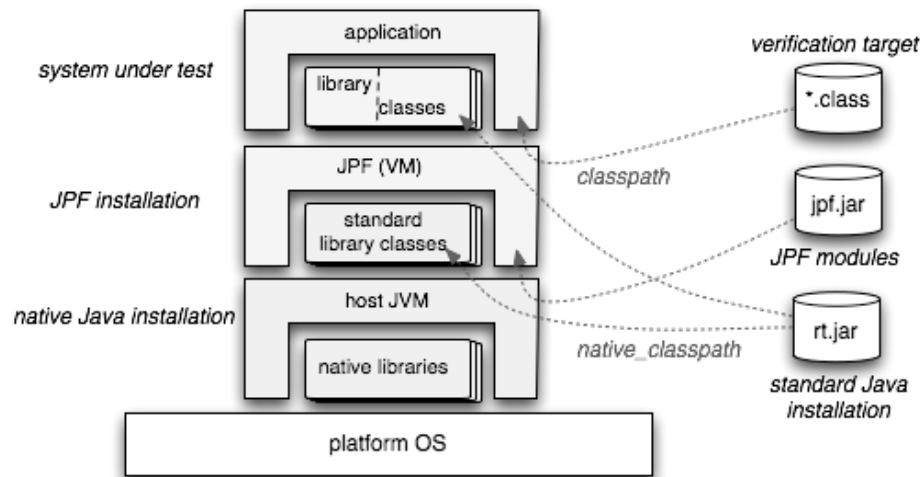 application
verification target
system under test
library
classes
*.class
JPF (VM)
classpath
JPF installation
standard
library classes
jpf.jar
JPF modules
host JVM
native Java installation
native_classpath
rt.jar
native libraries
standard Java
installation
platform OS